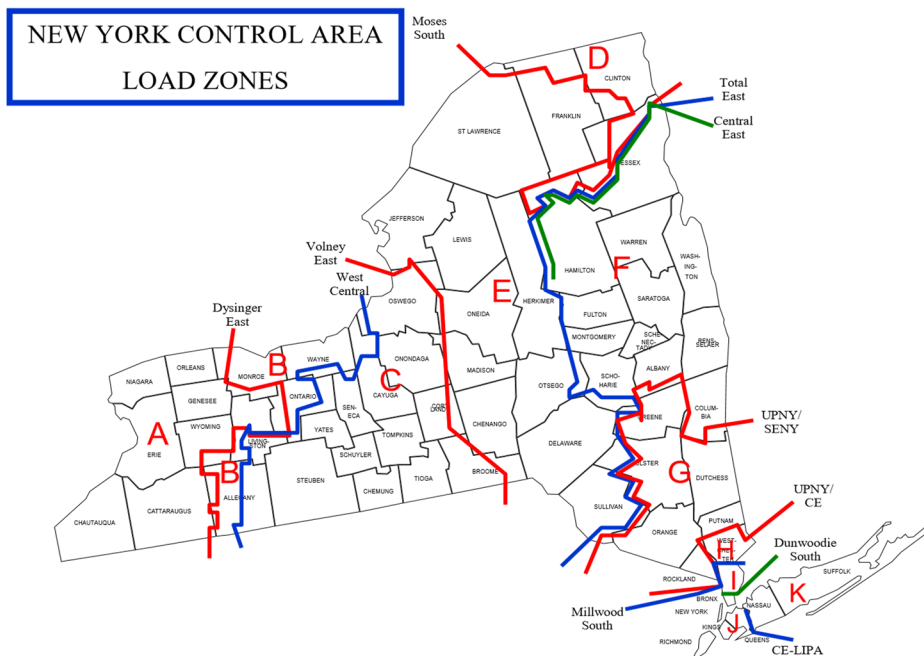 NEW YORK CONTROL AREA
LOAD ZONES
Moses
South
D
CLINTON
Total
East
FRANKLIN
Central
East
ST LAWRENCE
ESSEX
JEFFERSON
LEWIS
WARREN
Volney
East
WASH-
ING-
TON
HAMILTON
F
West
Central
OSWEGO
E
HERKIMER
SARATOGA
ONEIDA
FULTON
Dysinger
East
MONTGOMERY
SCHE-
NEC-
TADY
RENS-
SELAER
WAYNE
ONONDAGA
B
ORLEANS
MONROE
MADISON
ALBANY
NIAGARA
C
OTSEGO
SCHO-
HARIE
GENESEE
ONTARIO
CAYUGA
SEN-
ECA
CORT
LAND
COLUM-
BIA
GREENE
UPNY/
SENY
A
WYOMING
YATES
CHENANGO
LIVING-
STON
TOMPKINS
DELAWARE
ERIE
SCHUYLER
B
BROOME
ULSTER
G
DUTCHESS
STEUBEN
TIOGA
CHEMUNG
ALLEGANY
UPNY/
CE
SULLIVAN
CATTARAUGUS
CHAUTAUQUA
PUTNAM
ORANGE
WEST-
CHES-
TER
H
Dunwoodie
South
SUFFOLK
ROCKLAND
I
K
BRONX
NASSAU
Millwood
South
NEW YORK
KINGS
J
QUEENS
RICHMOND
CE-LIPA